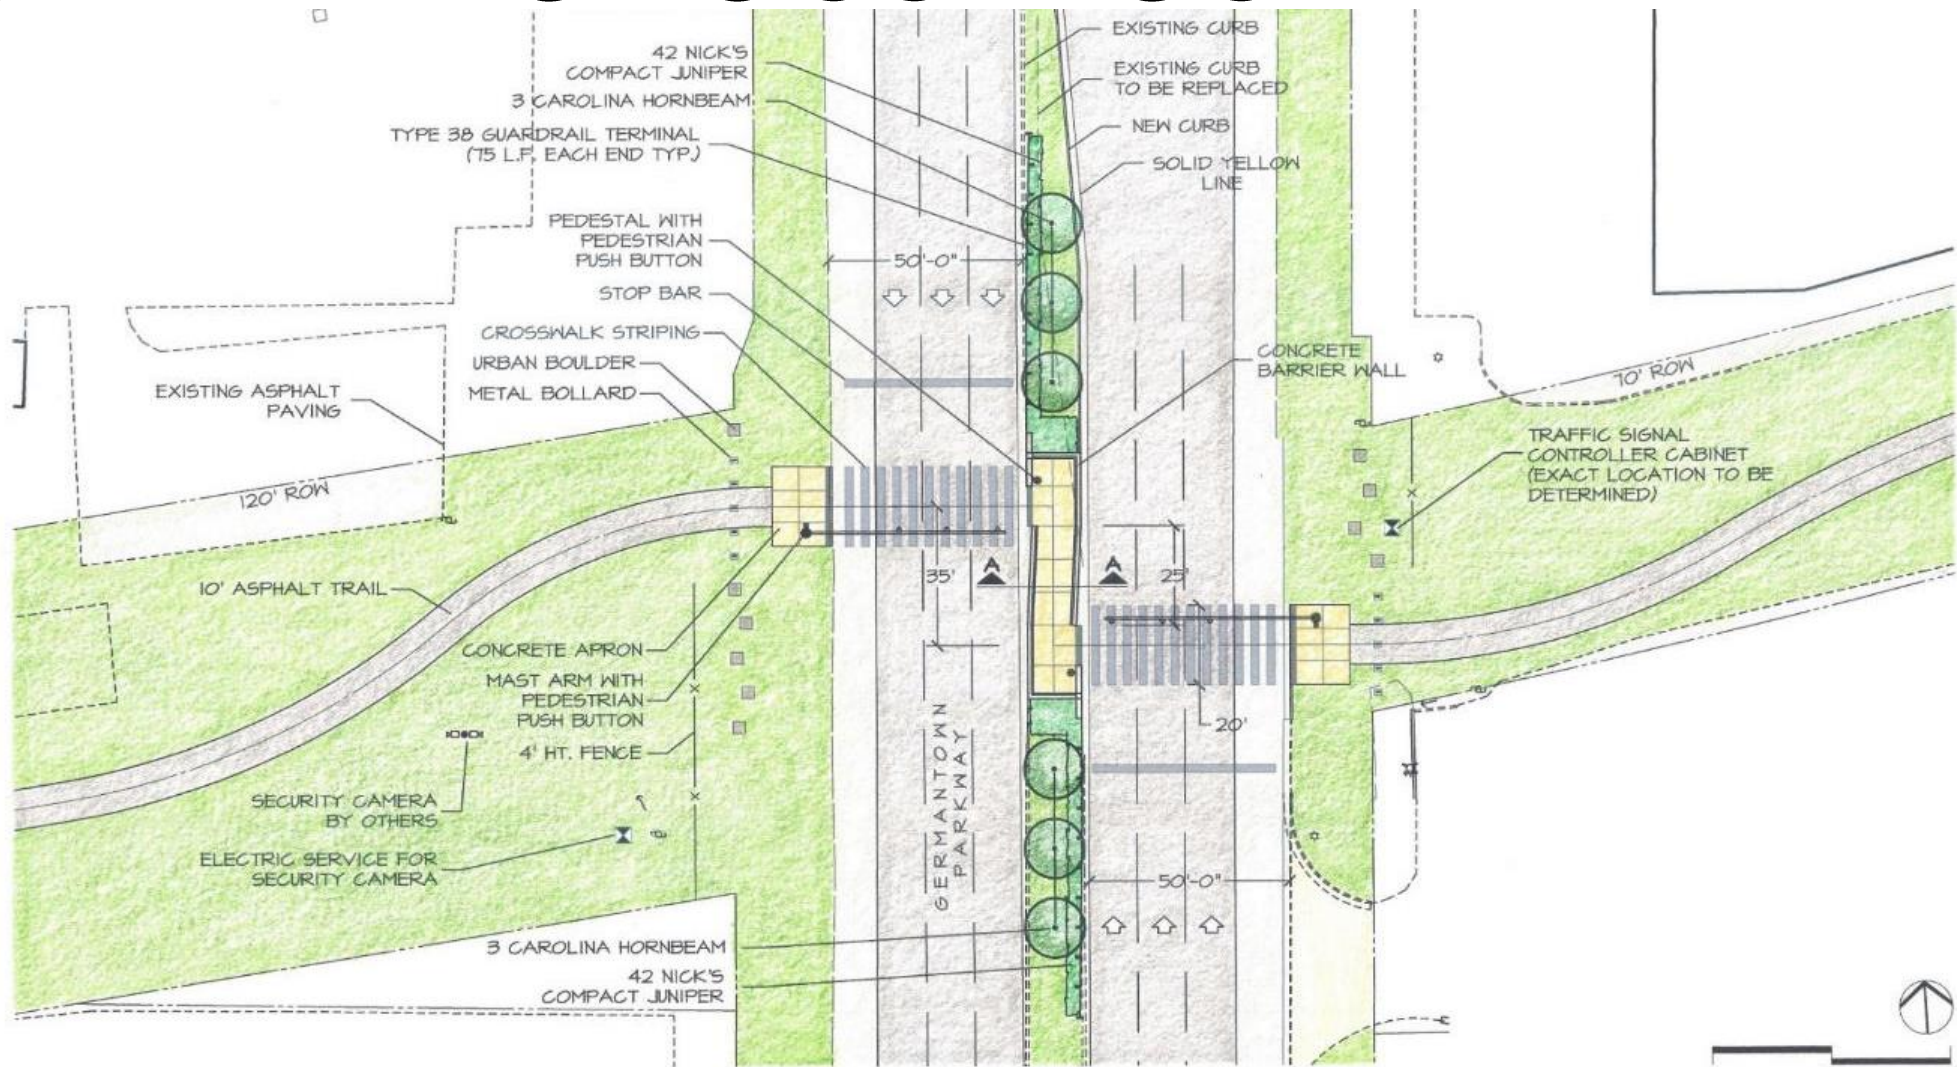 42 NICK'S
COMPACT JUNIPER
3 CAROLINA HORNBEAM
TYPE 38 GUARDRAIL TERMINAL
(75 L.F. EACH END TYP.)
PEDESTAL WITH
PEDESTRIAN
PUSH BUTTON
STOP BAR
CROSSWALK STRIPING
URBAN BOULDER
METAL BOLLARD
EXISTING ASPHALT
PAVING
120' ROW
10' ASPHALT TRAIL
CONCRETE APRON
MAST ARM WITH
PEDESTRIAN
PUSH BUTTON
4' HT. FENCE
SECURITY CAMERA
BY OTHERS
ELECTRIC SERVICE FOR
SECURITY CAMERA
3 CAROLINA HORNBEAM
42 NICK'S
COMPACT JUNIPER
50'-0"
35'
A
A
25'
GERMANTOWN
PARKWAY
20'
50'-0"
EXISTING CURB
EXISTING CURB
TO BE REPLACED
NEW CURB
SOLID YELLOW
LINE
CONCRETE
BARRIER WALL
70' ROW
TRAFFIC SIGNAL
CONTROLLER CABINET
(EXACT LOCATION TO BE
DETERMINED)